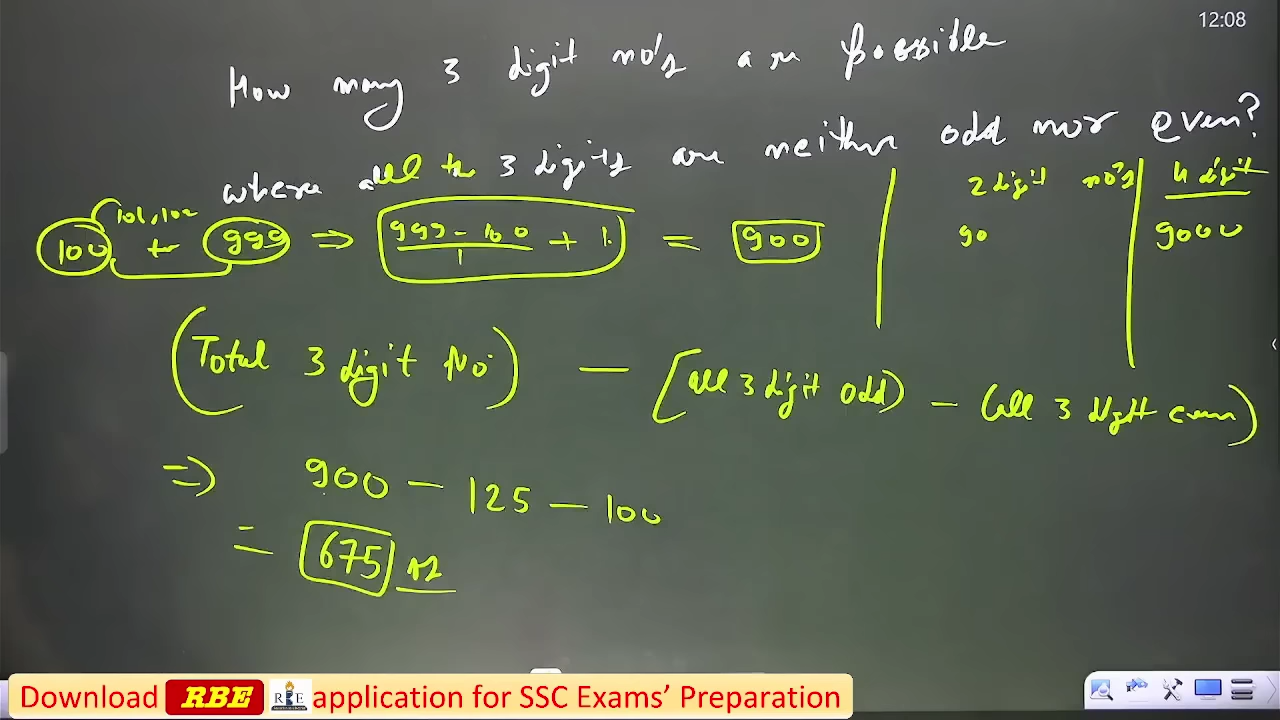 12:08
How many 3 digit no's are possible
where all the 3 digits are neither odd nor even?
2 digit no's 4 digit
101, 102
100 to 999 ⇒ 999 - 100 / 1 + 1 = 900
90 9000
(Total 3 digit No) — [all 3 digit odd) — (all 3 digit even)
⇒ 900 — 125 — 100
= 675
Download RBE RBE application for SSC Exams' Preparation